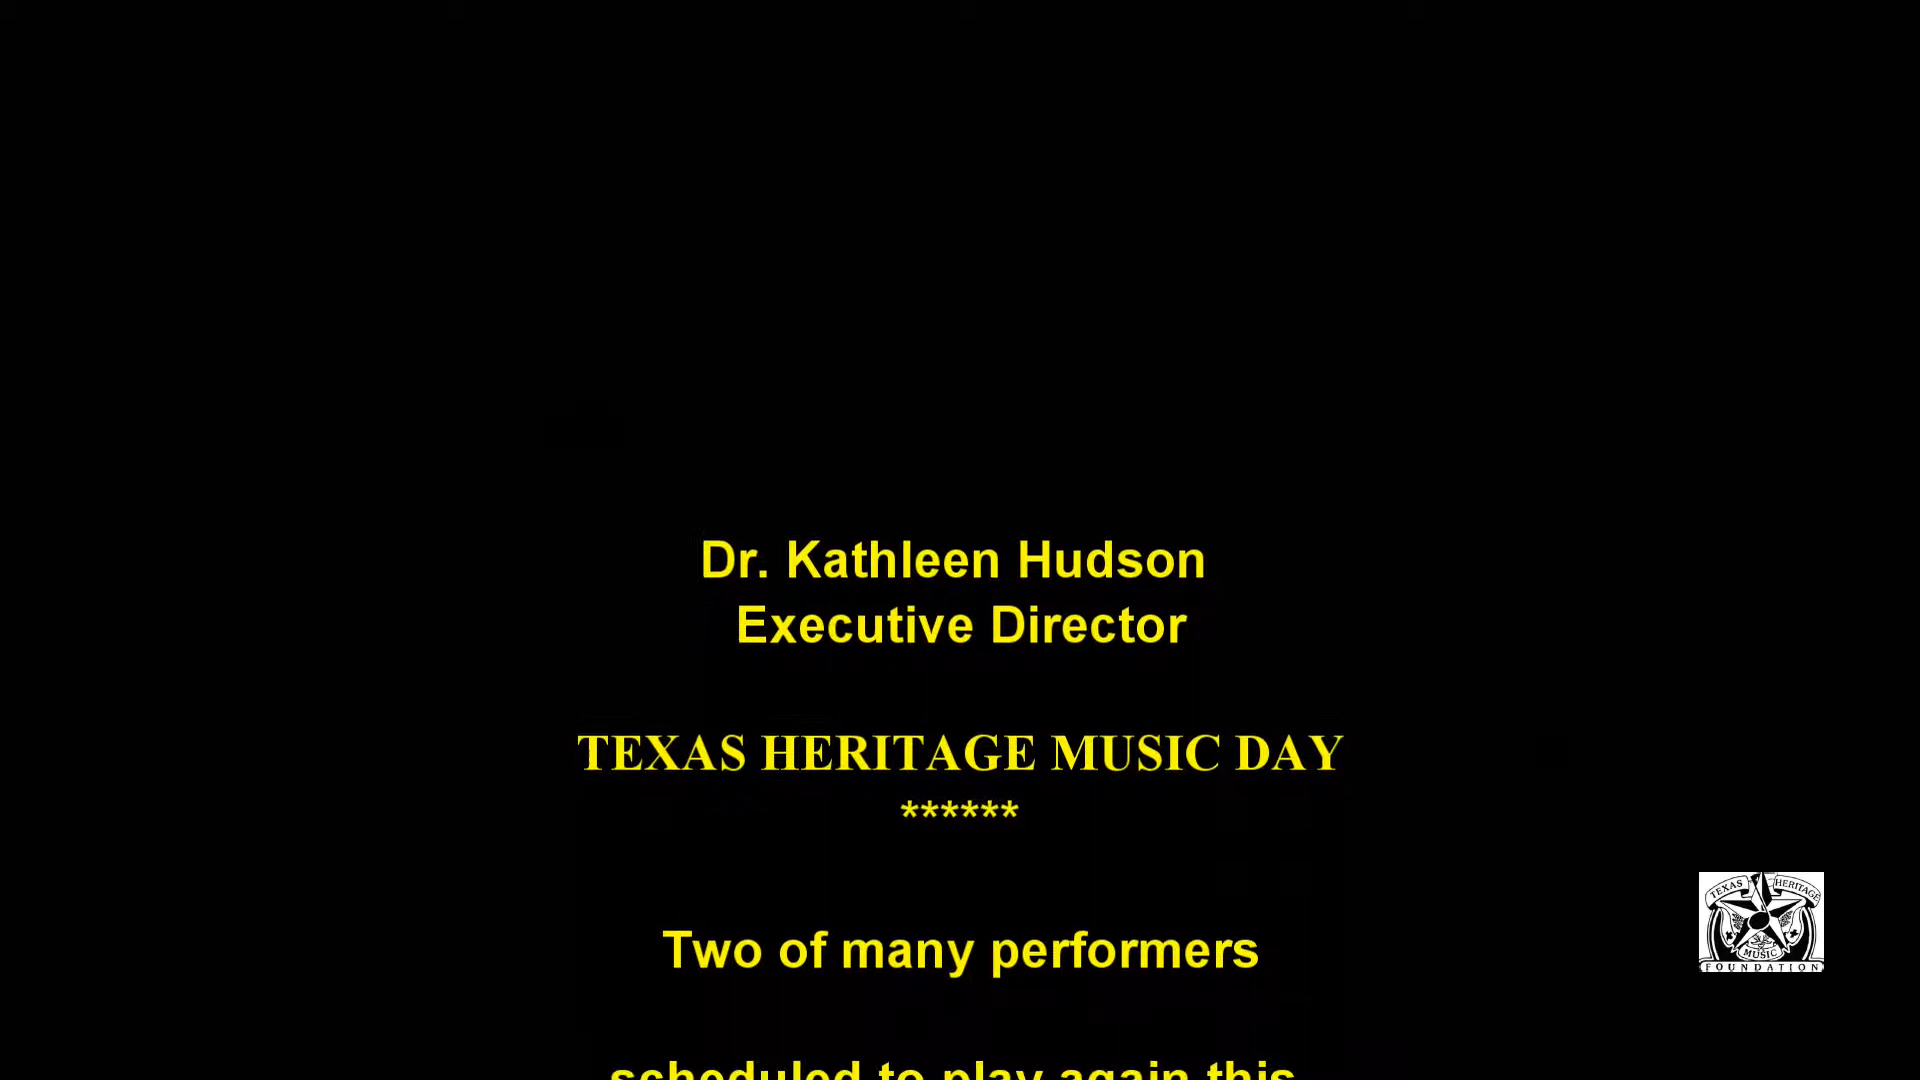 Dr. Kathleen Hudson
Executive Director
TEXAS HERITAGE MUSIC DAY
******
Two of many performers
scheduled to play again this
TEXAS HERITAGE
MUSIC
FOUNDATION